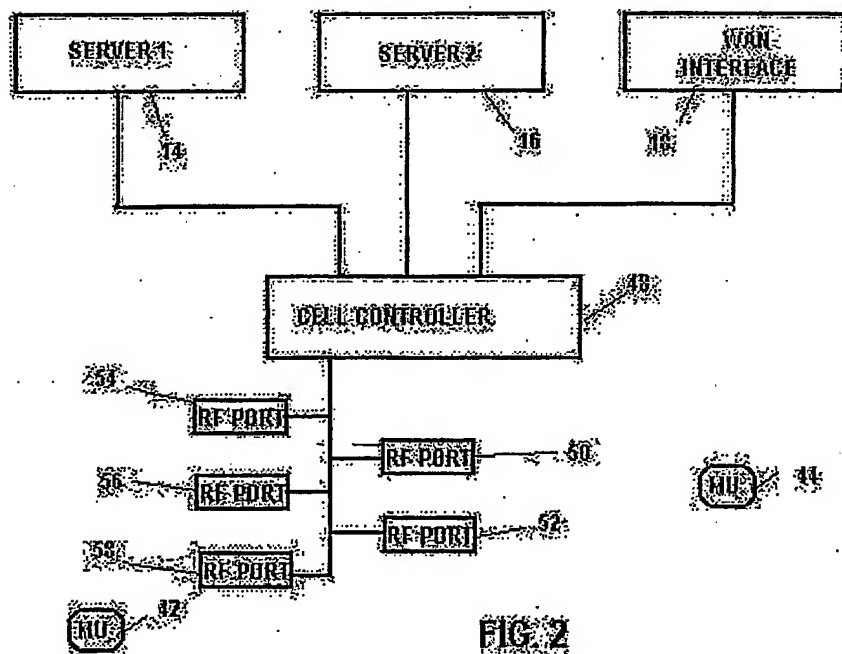 SERVER 1
SERVER 2
WAN
INTERFACE
14
16
18
CELL CONTROLLER
54
RF PORT
RF PORT
50
56
RF PORT
MU
44
RF PORT
52
58
RF PORT
MU
42
FIG. 2